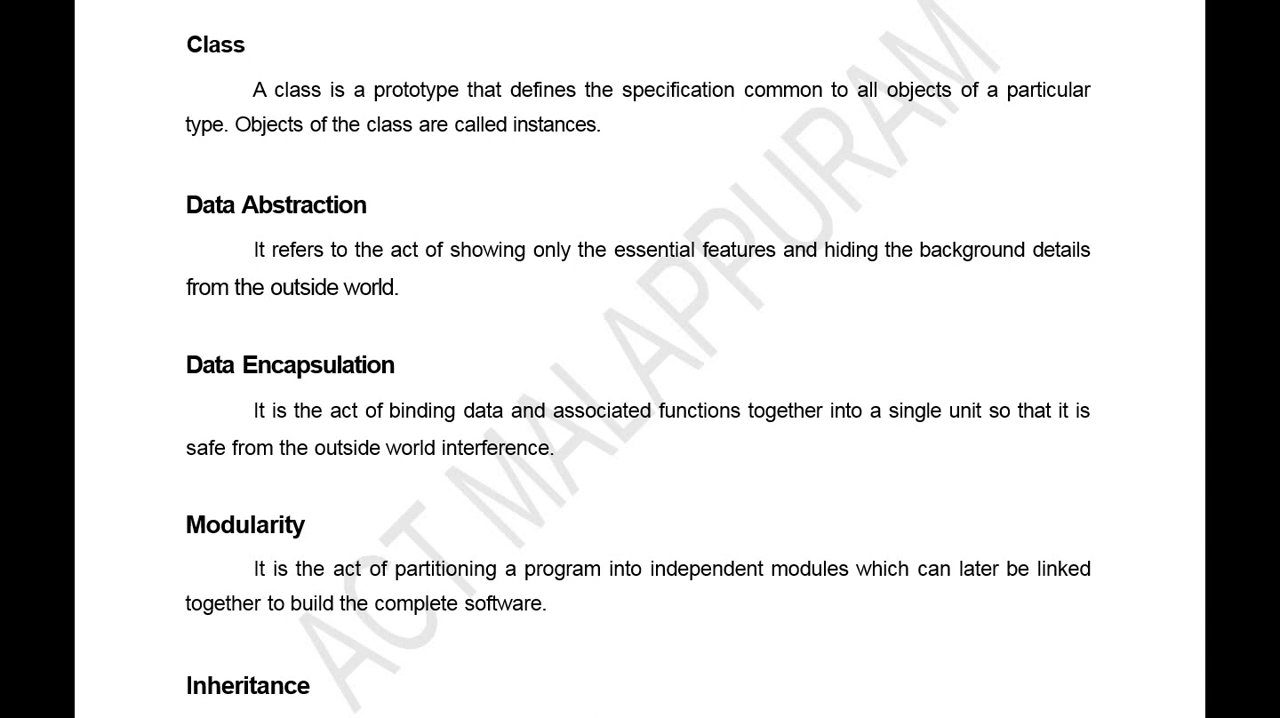 Class
A class is a prototype that defines the specification common to all objects of a particular
type. Objects of the class are called instances.
Data Abstraction
It refers to the act of showing only the essential features and hiding the background details
from the outside world.
Data Encapsulation
It is the act of binding data and associated functions together into a single unit so that it is
safe from the outside world interference.
Modularity
It is the act of partitioning a program into independent modules which can later be linked
together to build the complete software.
Inheritance
ACT MALAPPURAM